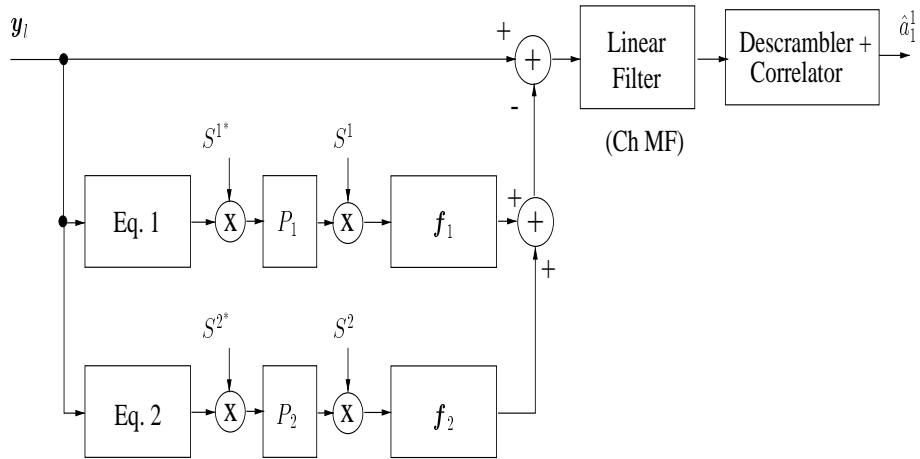 y_l
+
+
-
Linear
Filter
(Ch MF)
Descrambler +
Correlator
â_1^1
S^{1*}
S^1
Eq. 1
X
P_1
X
f_1
+
+
+
S^{2*}
S^2
Eq. 2
X
P_2
X
f_2